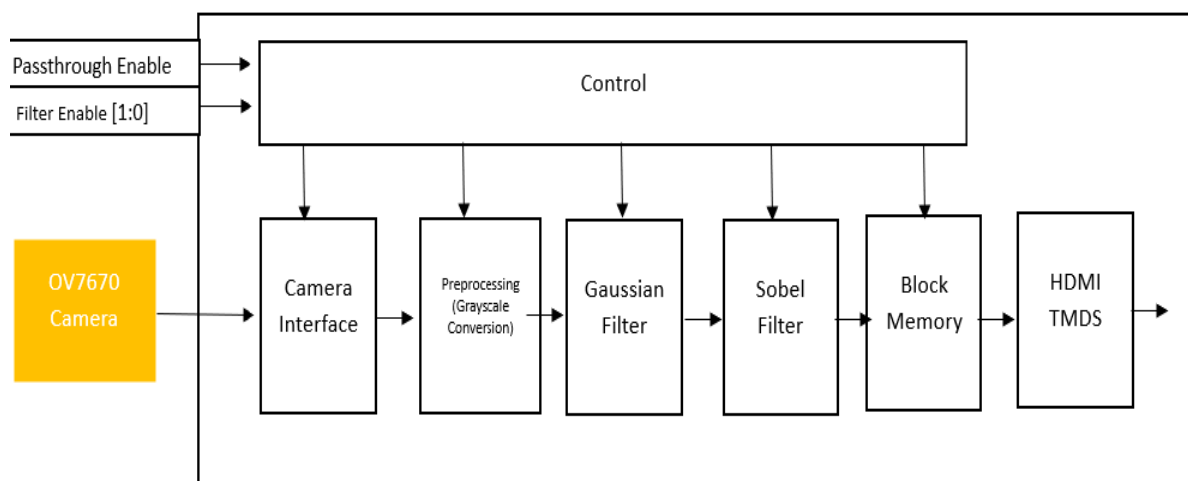 Passthrough Enable
Filter Enable [1:0]
Control
OV7670
Camera
Camera
Interface
Preprocessing
(Grayscale
Conversion)
Gaussian
Filter
Sobel
Filter
Block
Memory
HDMI
TMDS